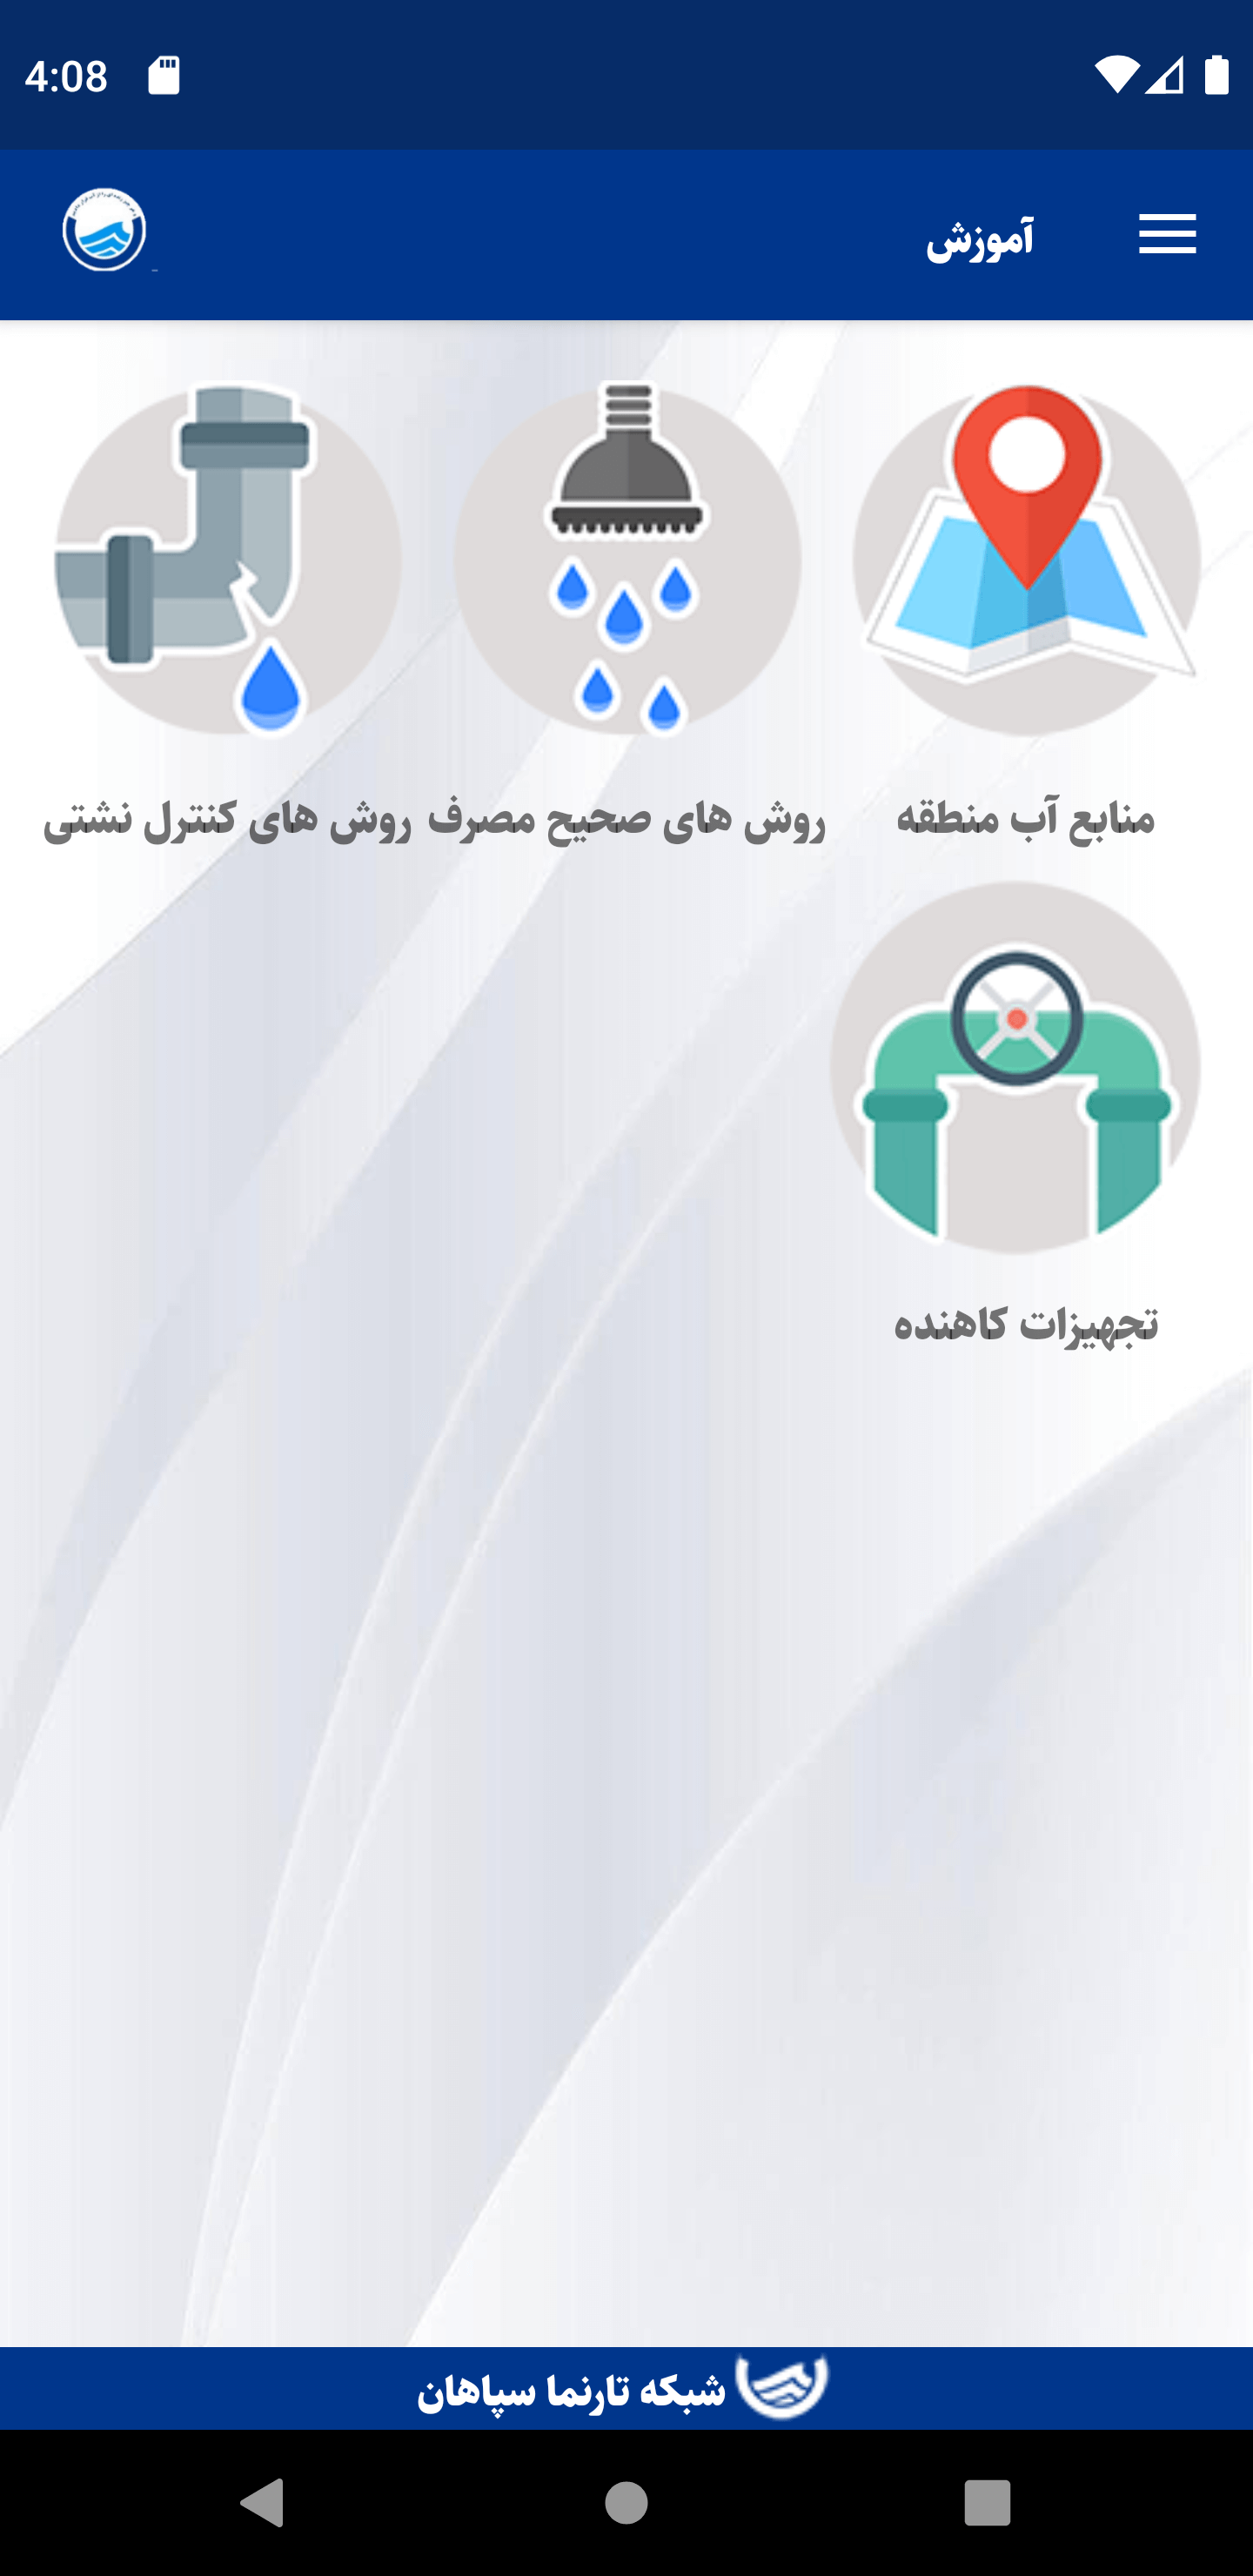 4:08
آموزش
منابع آب منطقه
روش های صحیح مصرف
روش های کنترل نشتی
تجهیزات کاهنده
شبکه تارنما سپاهان